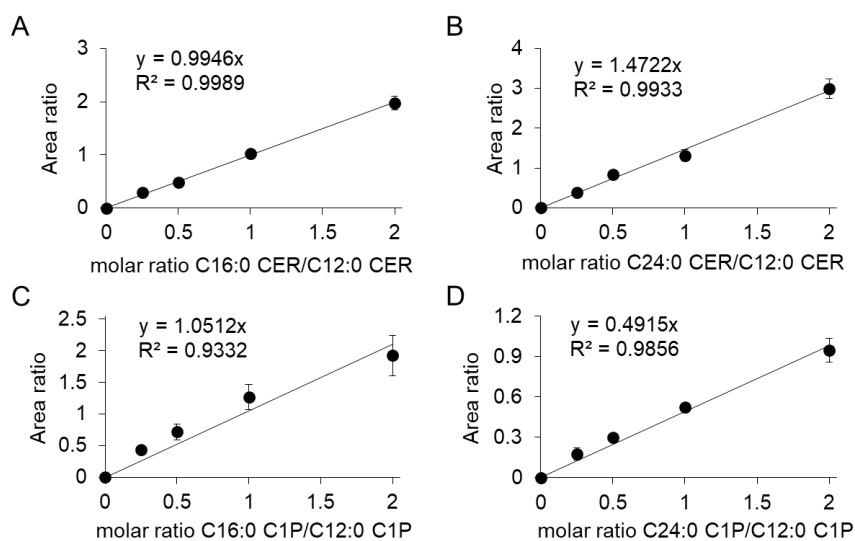 A
y = 0.9946x
R² = 0.9989
Area ratio
3
2
1
0
0 0.5 1 1.5 2
molar ratio C16:0 CER/C12:0 CER
B
y = 1.4722x
R² = 0.9933
Area ratio
4
3
2
1
0
0 0.5 1 1.5 2
molar ratio C24:0 CER/C12:0 CER
C
y = 1.0512x
R² = 0.9332
Area ratio
2.5
2
1.5
1
0.5
0
0 0.5 1 1.5 2
molar ratio C16:0 C1P/C12:0 C1P
D
y = 0.4915x
R² = 0.9856
Area ratio
1.2
0.9
0.6
0.3
0
0 0.5 1 1.5 2
molar ratio C24:0 C1P/C12:0 C1P